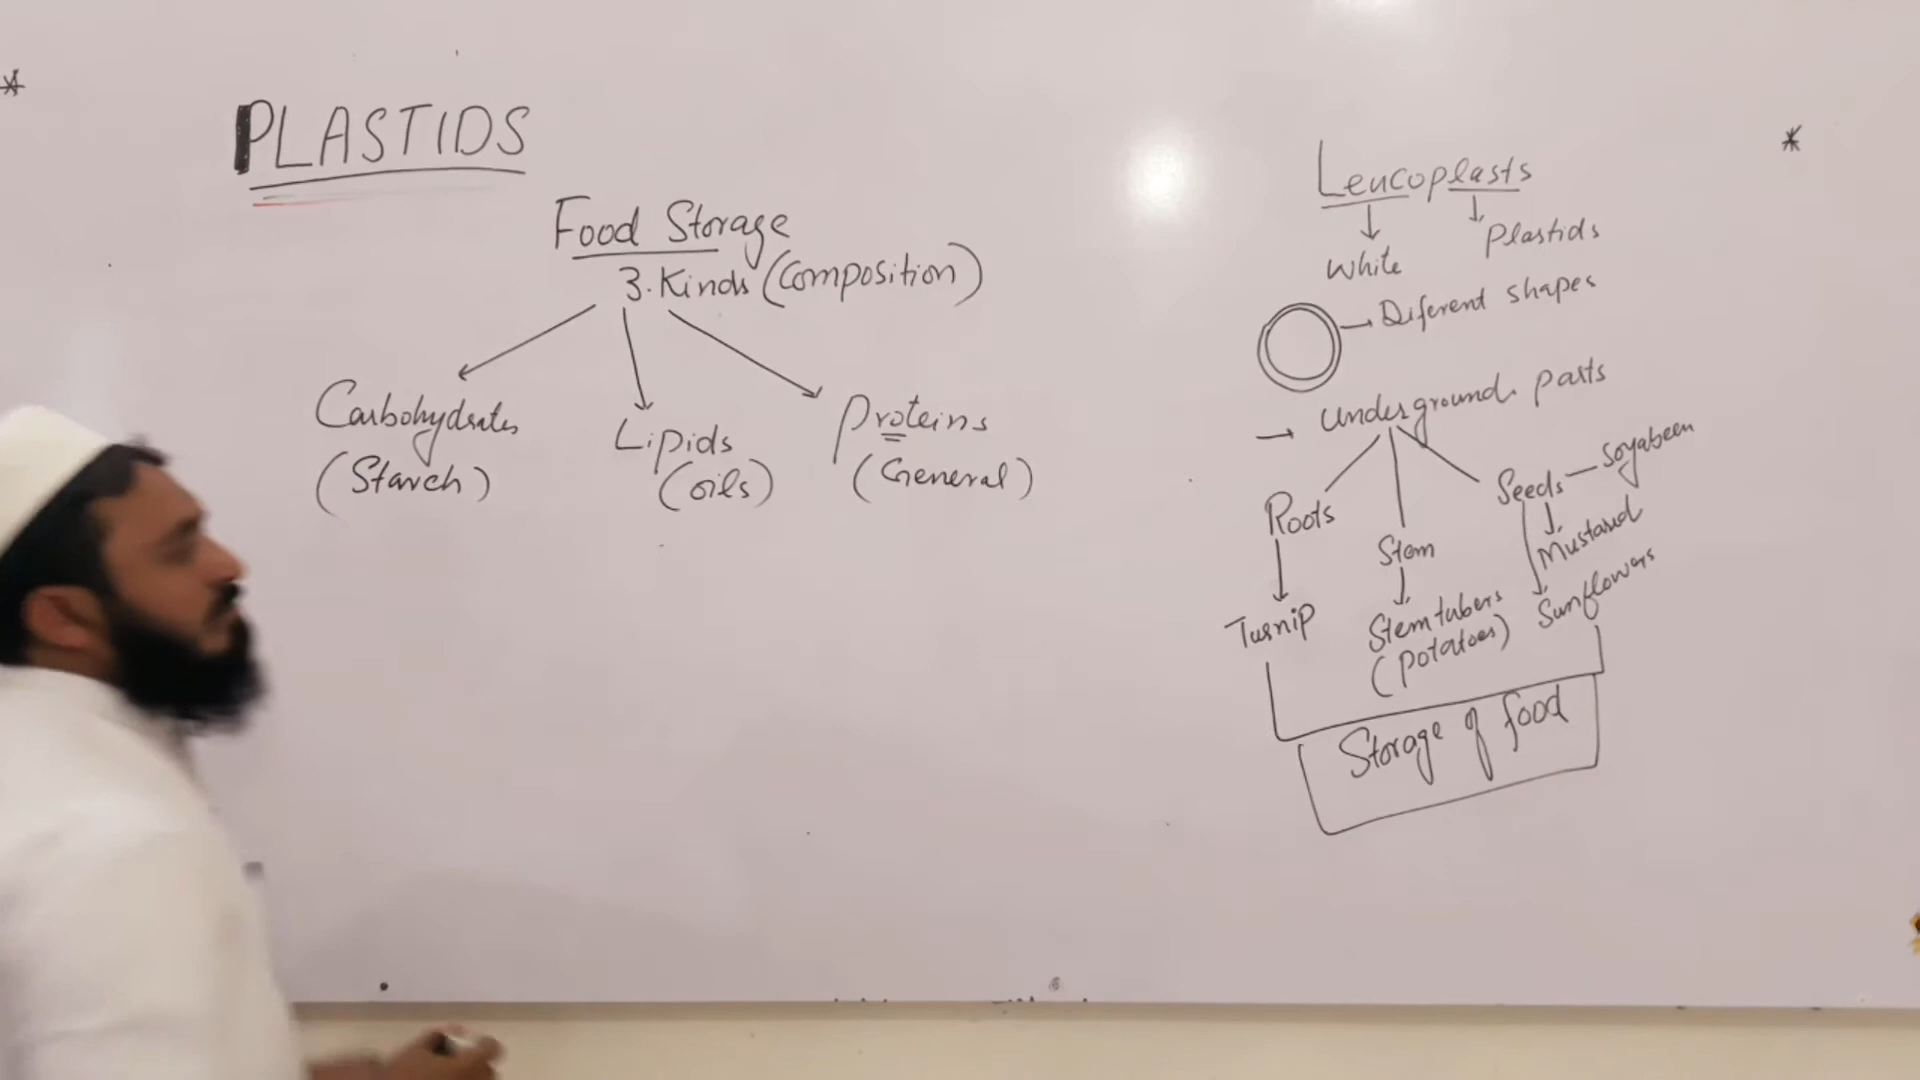 PLASTIDS
Food Storage
3. Kinds (Composition)
Carbohydrates
(Starch)
Lipids
(oils)
Proteins
(General)
Leucoplasts
White
Plastids
Diferent shapes
Underground parts
Roots
Stem
Seeds
Soyabeen
Mustard
Sunflowers
Turnip
Stem tubers
(potatoes)
Storage of food